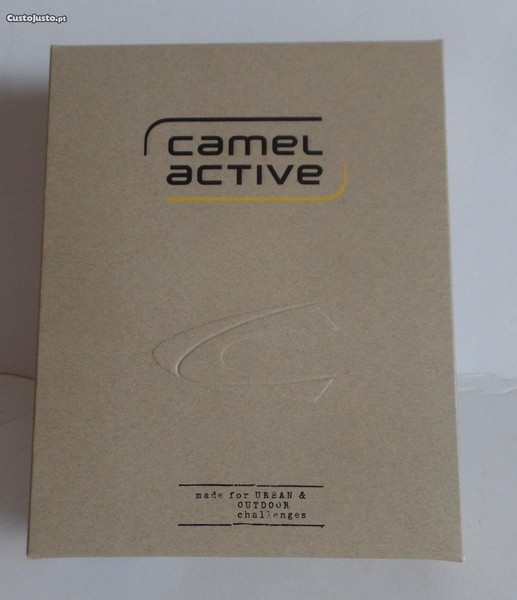 CustoJusto.pt
camel
active
made for URBAN &
OUTDOOR
challenges